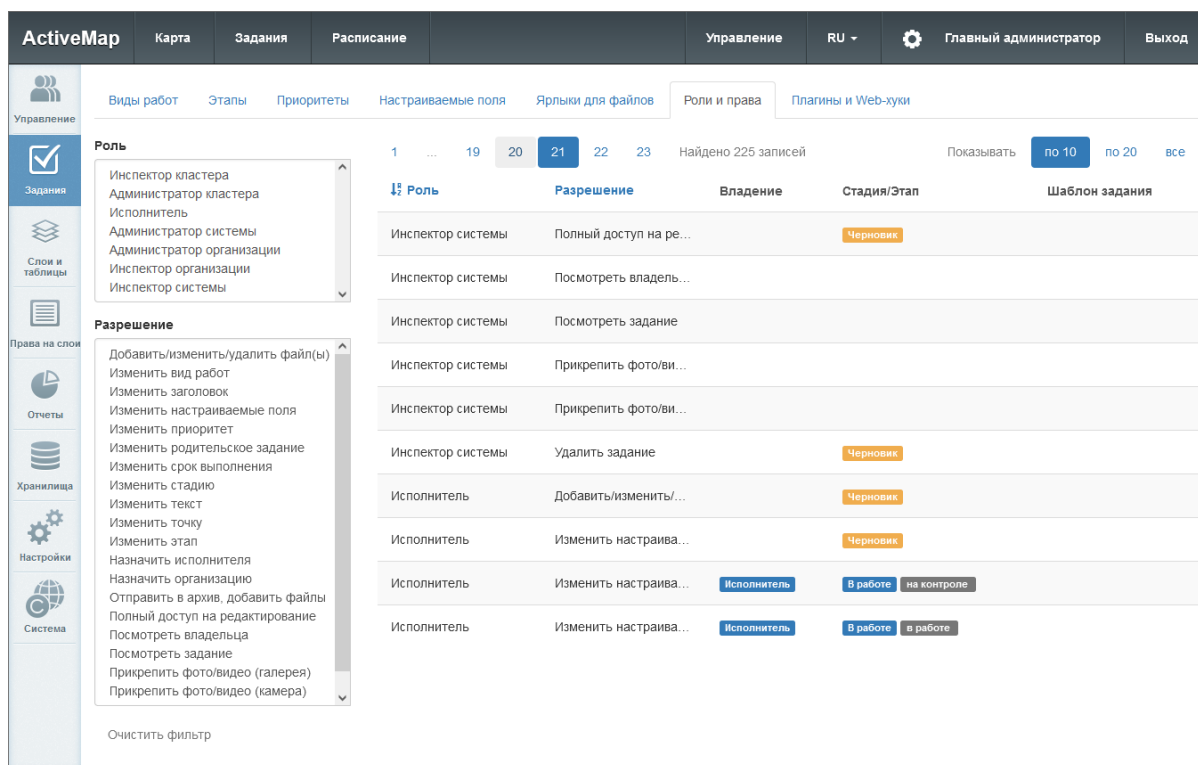 ActiveMap Карта Задания Расписание Управление RU Главный администратор Выход
Управление
Задания
Слои и таблицы
Права на слои
Отчеты
Хранилища
Настройки
Система
Виды работ Этапы Приоритеты Настраиваемые поля Ярлыки для файлов Роли и права Плагины и Web-хуки
Роль
Инспектор кластера
Администратор кластера
Исполнитель
Администратор системы
Администратор организации
Инспектор организации
Инспектор системы
Разрешение
Добавить/изменить/удалить файл(ы)
Изменить вид работ
Изменить заголовок
Изменить настраиваемые поля
Изменить приоритет
Изменить родительское задание
Изменить срок выполнения
Изменить стадию
Изменить текст
Изменить точку
Изменить этап
Назначить исполнителя
Назначить организацию
Отправить в архив, добавить файлы
Полный доступ на редактирование
Посмотреть владельца
Посмотреть задание
Прикрепить фото/видео (галерея)
Прикрепить фото/видео (камера)
Очистить фильтр
1 ... 19 20 21 22 23 Найдено 225 записей Показывать по 10 по 20 все
Роль Разрешение Владение Стадия/Этап Шаблон задания
Инспектор системы Полный доступ на ре... Черновик
Инспектор системы Посмотреть владель...
Инспектор системы Посмотреть задание
Инспектор системы Прикрепить фото/ви...
Инспектор системы Прикрепить фото/ви...
Инспектор системы Удалить задание Черновик
Исполнитель Добавить/изменить/... Черновик
Исполнитель Изменить настраива... Черновик
Исполнитель Изменить настраива... Исполнитель В работе на контроле
Исполнитель Изменить настраива... Исполнитель В работе в работе